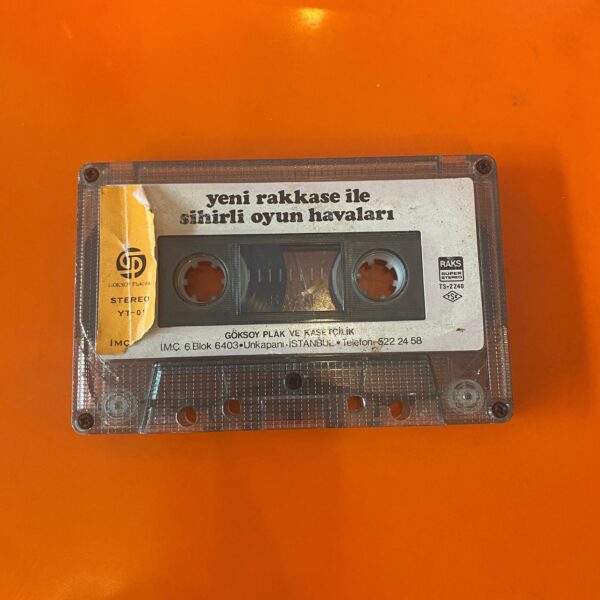 yeni rakkase ile
sihirli oyun havaları
GÖKSOY Plakçılık
STEREO
İMÇ
RAKS
SUPER
STEREO
TS-2240
TSE
GÖKSOY PLAK VE KASETÇİLİK
İ.M.Ç. 6.Blok 6403•Unkapanı-İSTANBUL•Telefon: 522 24 58